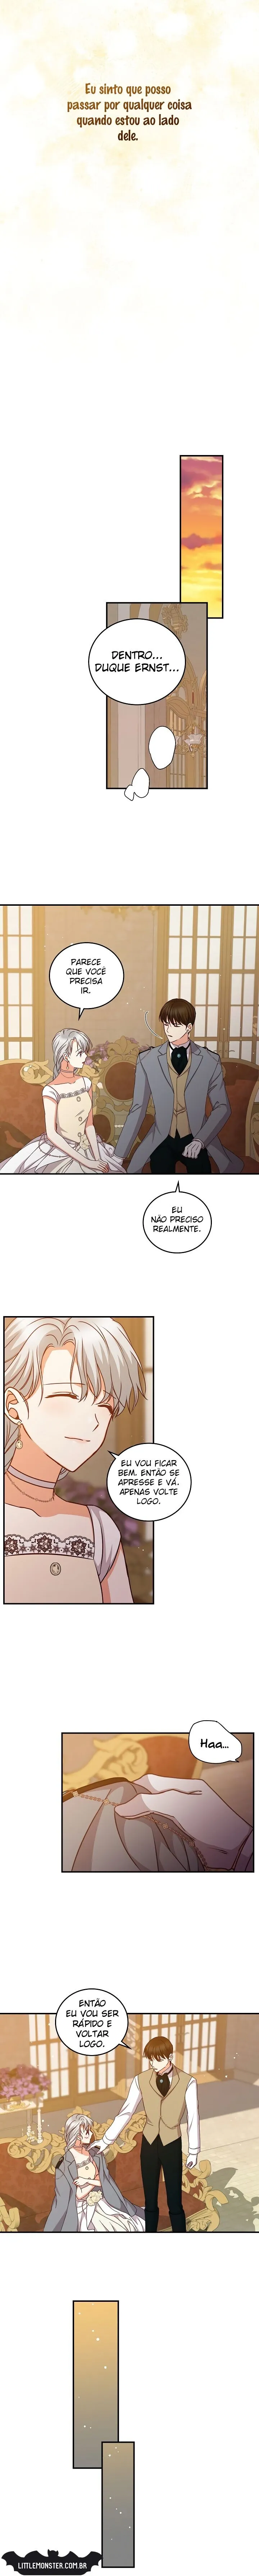 Eu sinto que posso
passar por qualquer coisa
quando estou ao lado
dele.
DENTRO...
DUQUE ERNST...
PARECE
QUE VOCÊ
PRECISA
IR.
EU
NÃO PRECISO
REALMENTE.
EU VOU FICAR
BEM. ENTÃO SE
APRESSE E VÁ.
APENAS VOLTE
LOGO.
Haa...
ENTÃO
EU VOU SER
RÁPIDO E
VOLTAR
LOGO.
LITTLEMONSTER.COM.BR